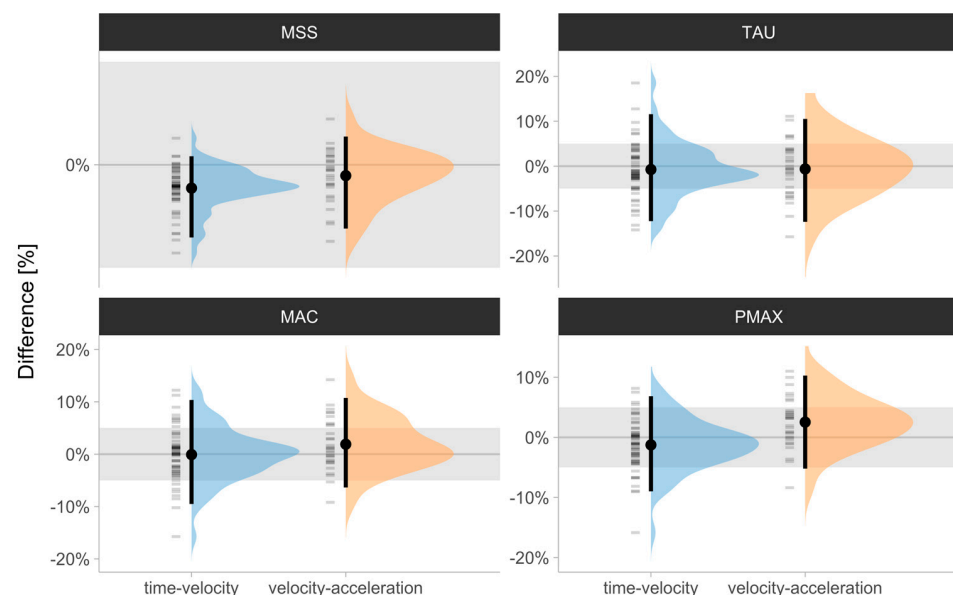 MSS
TAU
0%
20%
10%
0%
-10%
-20%
Difference [%]
MAC
PMAX
20%
10%
0%
-10%
-20%
10%
0%
-10%
-20%
time-velocity
velocity-acceleration
time-velocity
velocity-acceleration